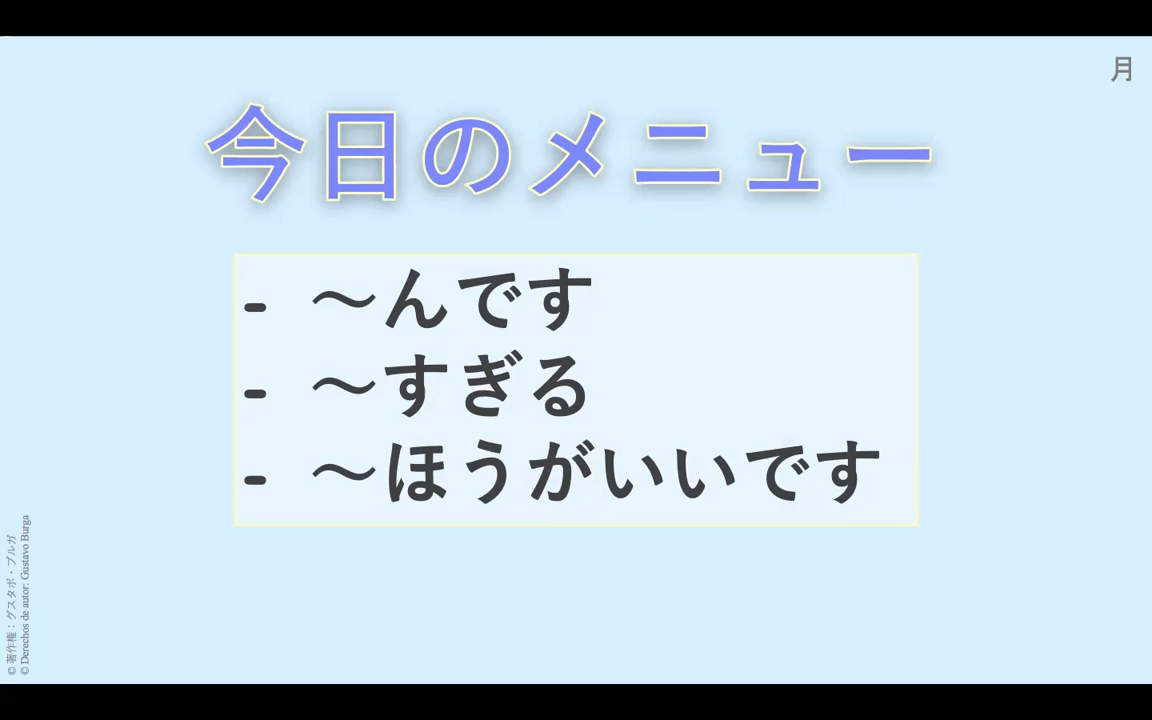 月
今日のメニュー
- ～んです
- ～すぎる
- ～ほうがいいです
© 著作権：グスタボ・ブルガ
© Derechos de autor: Gustavo Burga